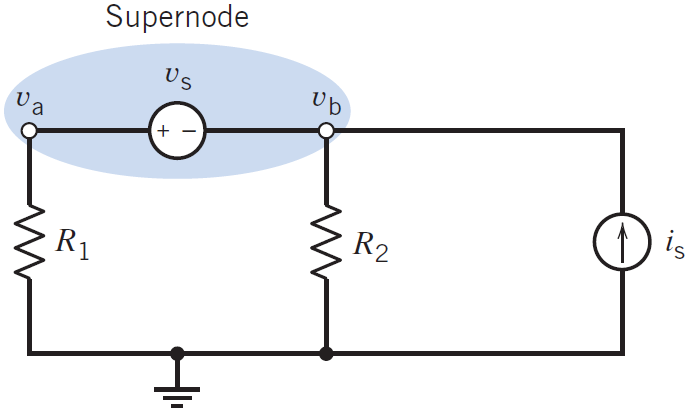 Supernode
vs
va
vb
+ −
R1
R2
is